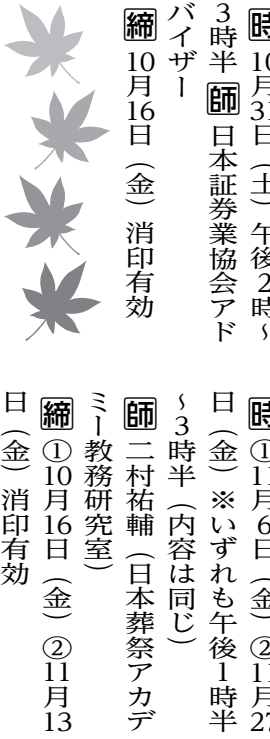 時 10月31日（土）午後2時～
3時半 師 日本証券業協会アド
バイザー
締 10月16日（金）消印有効
時 ①11月6日（金）②11月27
日（金）※いずれも午後1時半
～3時半（内容は同じ）
師 二村祐輔（日本葬祭アカデ
ミー教務研究室）
締 ①10月16日（金）②11月13
日（金）消印有効